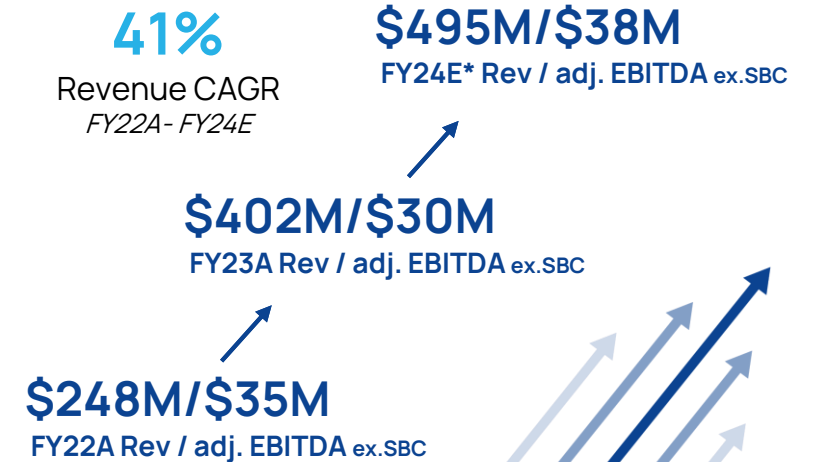 41%
Revenue CAGR
FY22A- FY24E
$495M/$38M
FY24E* Rev / adj. EBITDA ex.SBC
$402M/$30M
FY23A Rev / adj. EBITDA ex.SBC
$248M/$35M
FY22A Rev / adj. EBITDA ex.SBC